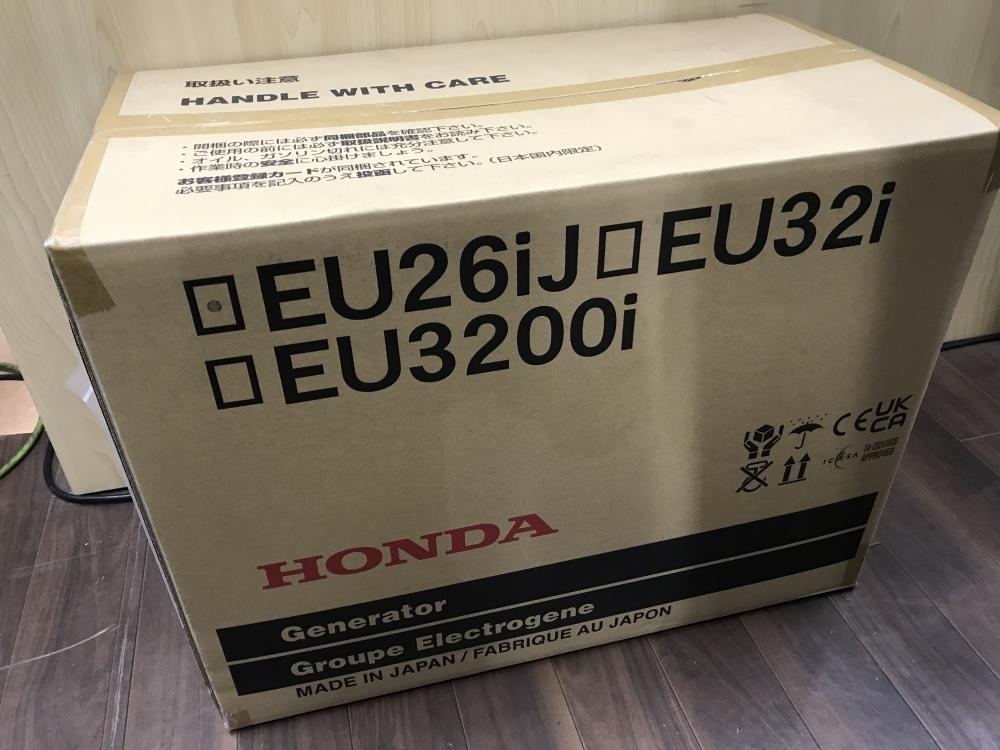 取扱い注意
HANDLE WITH CARE
・開梱の際には必ず同梱部品を確認下さい。
・ご使用の前には必ず取扱説明書をお読み下さい。
・オイル、ガソリン切れには充分注意して下さい。
・作業時の安全に心掛けましょう。
お客様登録カードが同梱されています。(日本国内限定)
必要事項を記入のうえ投函して下さい。
EU26iJ EU32i
EU3200i
CE UK CA
ICASA
APPROVED
HONDA
Generator
Groupe Electrogene
MADE IN JAPAN / FABRIQUE AU JAPON